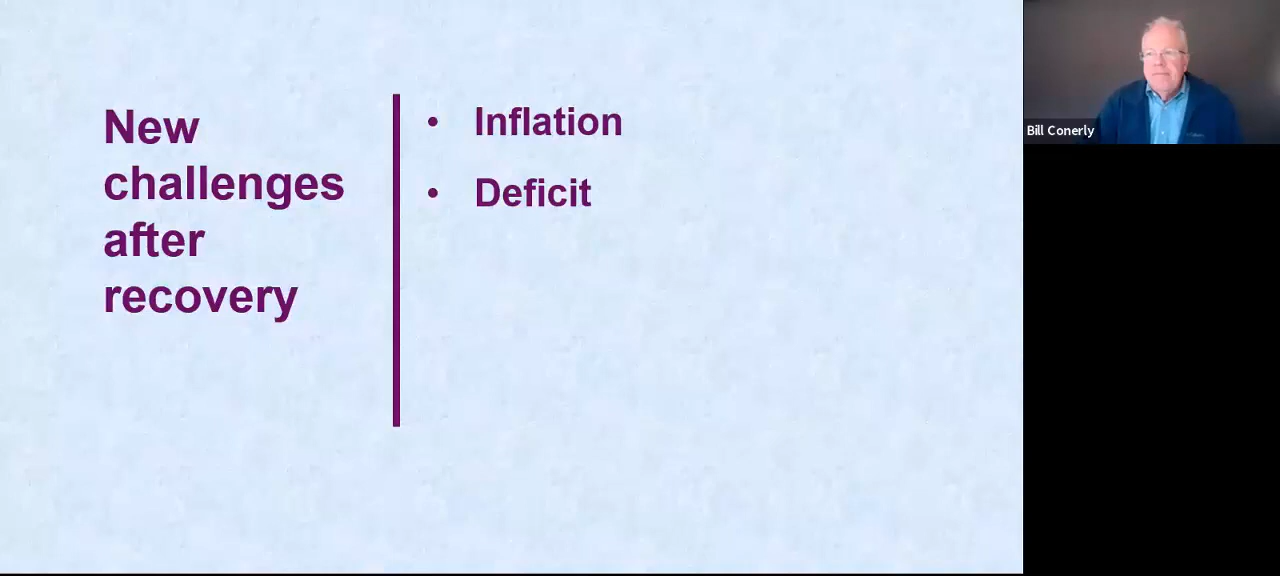 New
challenges
after
recovery
• Inflation
• Deficit
Bill Conerly